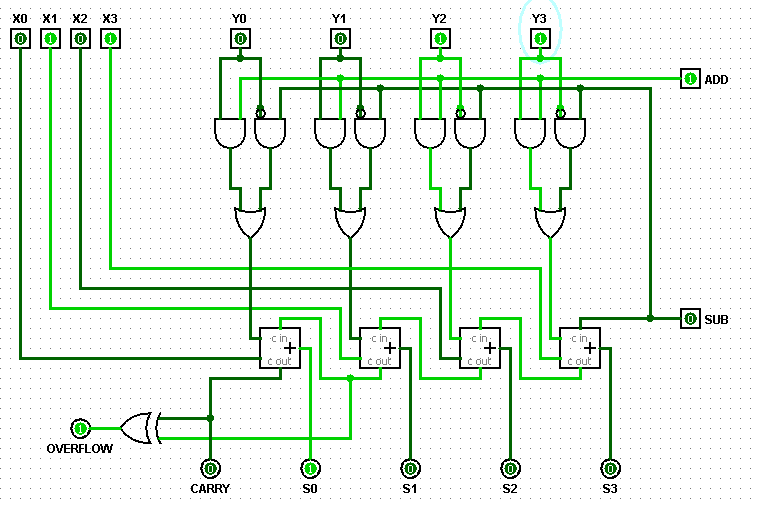 X0 X1 X2 X3 Y0 Y1 Y2 Y3
0 1 0 1 0 0 1 1
1 ADD
0 SUB
c in c in c in c in
+ + + +
c out c out c out c out
1
OVERFLOW
0 1 0 0 0
CARRY S0 S1 S2 S3